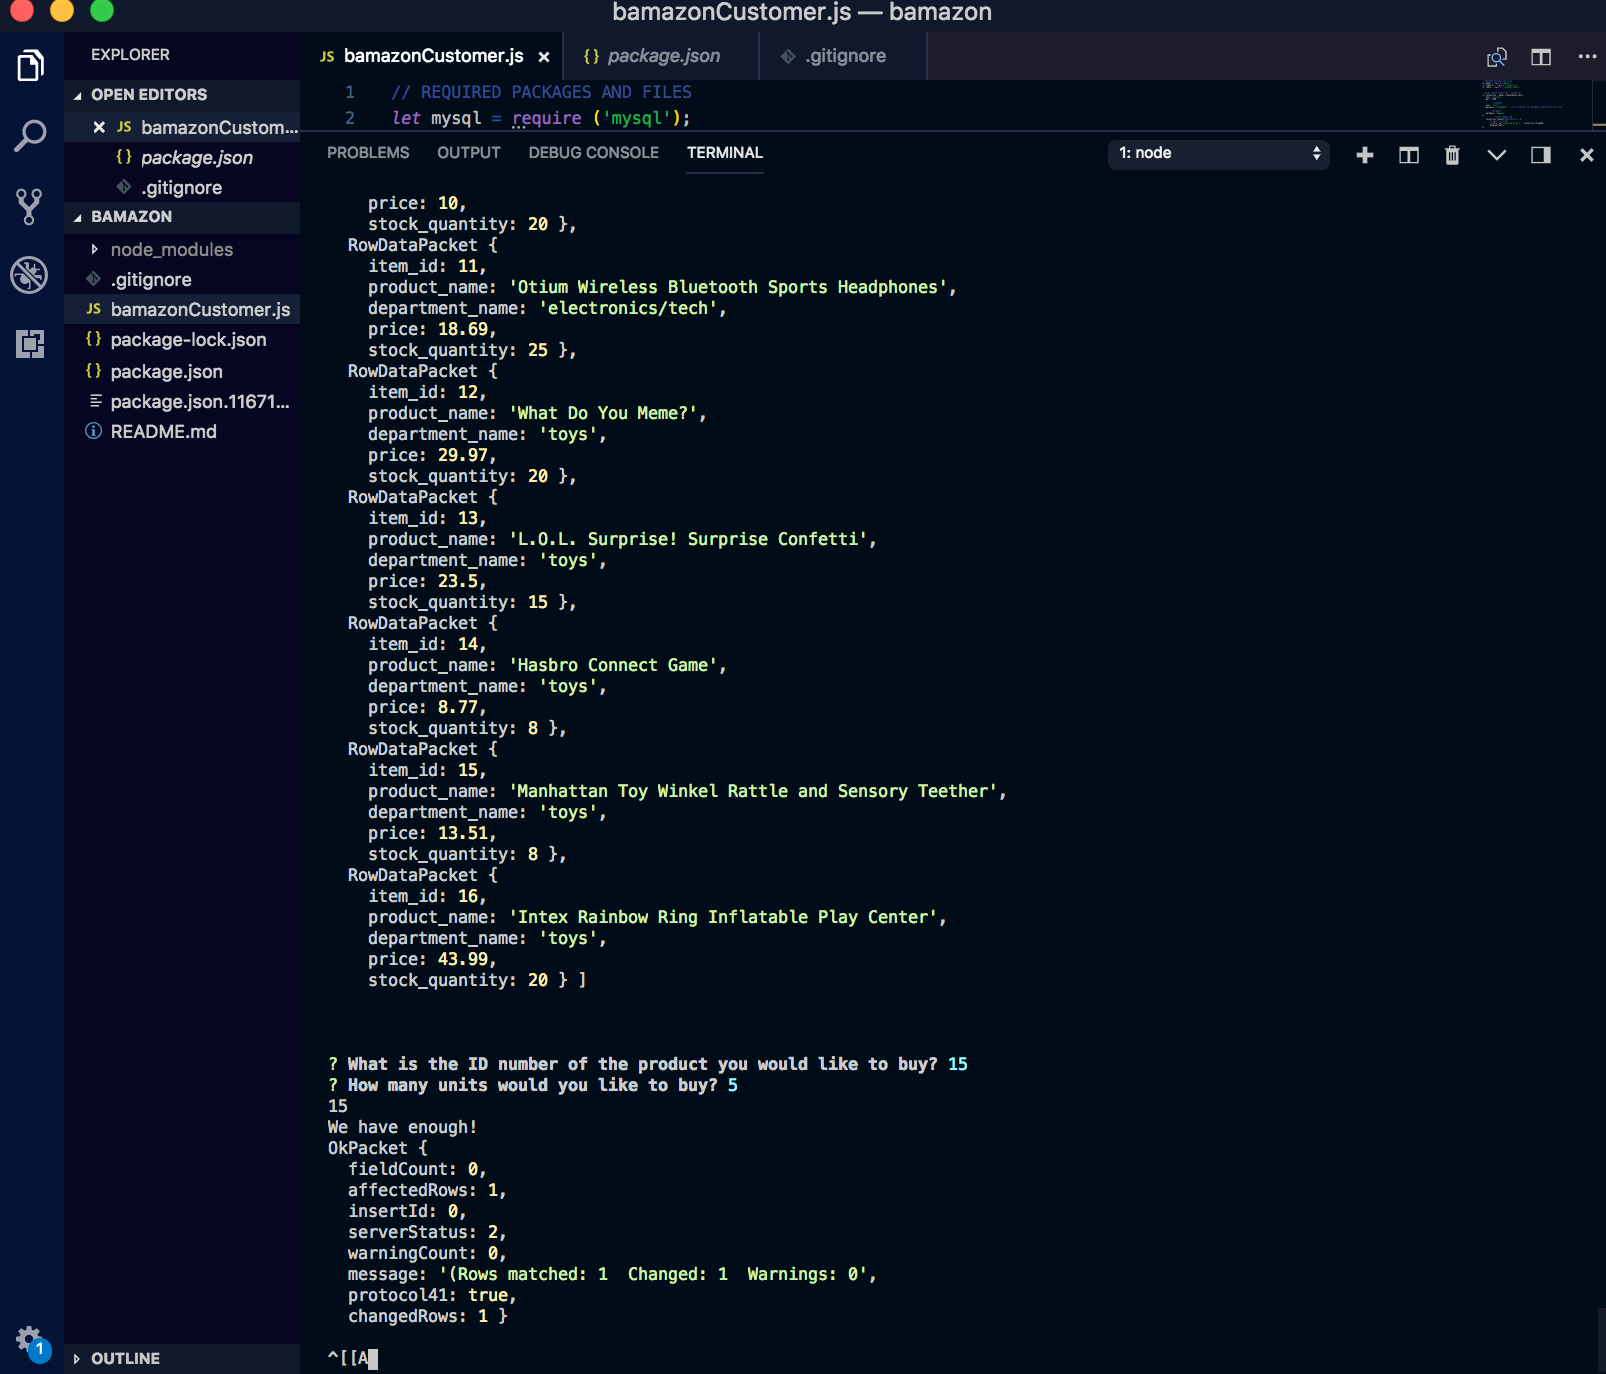 bamazonCustomer.js — bamazon
EXPLORER
OPEN EDITORS
JS bamazonCustom...
{} package.json
.gitignore
BAMAZON
node_modules
.gitignore
JS bamazonCustomer.js
{} package-lock.json
{} package.json
package.json.11671...
README.md
1
OUTLINE
JS bamazonCustomer.js
{} package.json
.gitignore
1 // REQUIRED PACKAGES AND FILES
2 let mysql = require ('mysql');
PROBLEMS OUTPUT DEBUG CONSOLE TERMINAL
1: node
price: 10,
stock_quantity: 20 },
RowDataPacket {
item_id: 11,
product_name: 'Otium Wireless Bluetooth Sports Headphones',
department_name: 'electronics/tech',
price: 18.69,
stock_quantity: 25 },
RowDataPacket {
item_id: 12,
product_name: 'What Do You Meme?',
department_name: 'toys',
price: 29.97,
stock_quantity: 20 },
RowDataPacket {
item_id: 13,
product_name: 'L.O.L. Surprise! Surprise Confetti',
department_name: 'toys',
price: 23.5,
stock_quantity: 15 },
RowDataPacket {
item_id: 14,
product_name: 'Hasbro Connect Game',
department_name: 'toys',
price: 8.77,
stock_quantity: 8 },
RowDataPacket {
item_id: 15,
product_name: 'Manhattan Toy Winkel Rattle and Sensory Teether',
department_name: 'toys',
price: 13.51,
stock_quantity: 8 },
RowDataPacket {
item_id: 16,
product_name: 'Intex Rainbow Ring Inflatable Play Center',
department_name: 'toys',
price: 43.99,
stock_quantity: 20 } ]
? What is the ID number of the product you would like to buy? 15
? How many units would you like to buy? 5
15
We have enough!
OkPacket {
fieldCount: 0,
affectedRows: 1,
insertId: 0,
serverStatus: 2,
warningCount: 0,
message: '(Rows matched: 1  Changed: 1  Warnings: 0',
protocol41: true,
changedRows: 1 }
^[[A